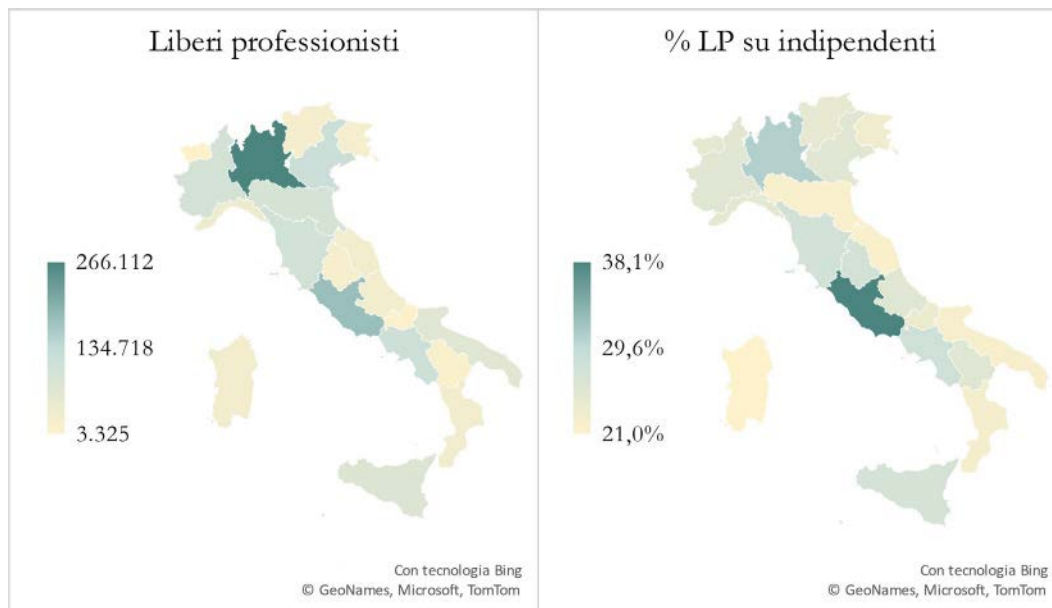 Liberi professionisti
266.112
134.718
3.325
Con tecnologia Bing
© GeoNames, Microsoft, TomTom
% LP su indipendenti
38,1%
29,6%
21,0%
Con tecnologia Bing
© GeoNames, Microsoft, TomTom